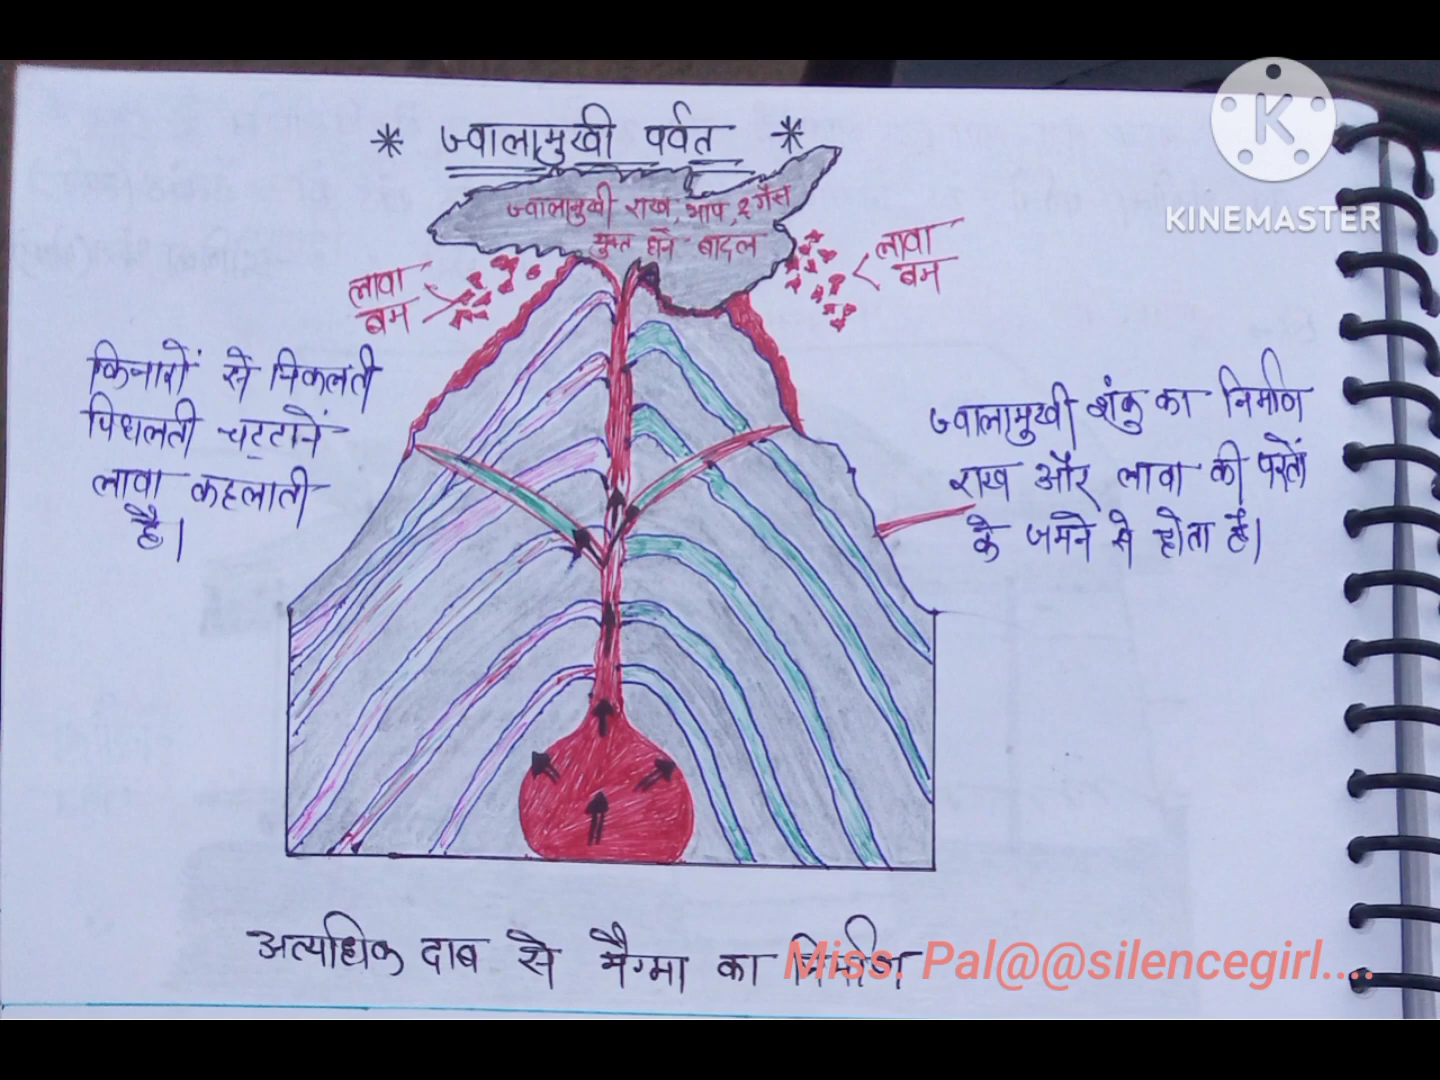 * ज्वालामुखी पर्वत *
ज्वालामुखी राख, भाप, व गैस
युक्त घने बादल
लावा
बम
लावा
बम
किनारों से निकलती
पिघलती चट्टानें
लावा कहलाती
है।
ज्वालामुखी शंकु का निर्माण
राख और लावा की परतों
के जमने से होता है।
अत्यधिक दाब से मैग्मा का निर्माण
Miss. Pal@@silencegirl....
K
KINEMASTER